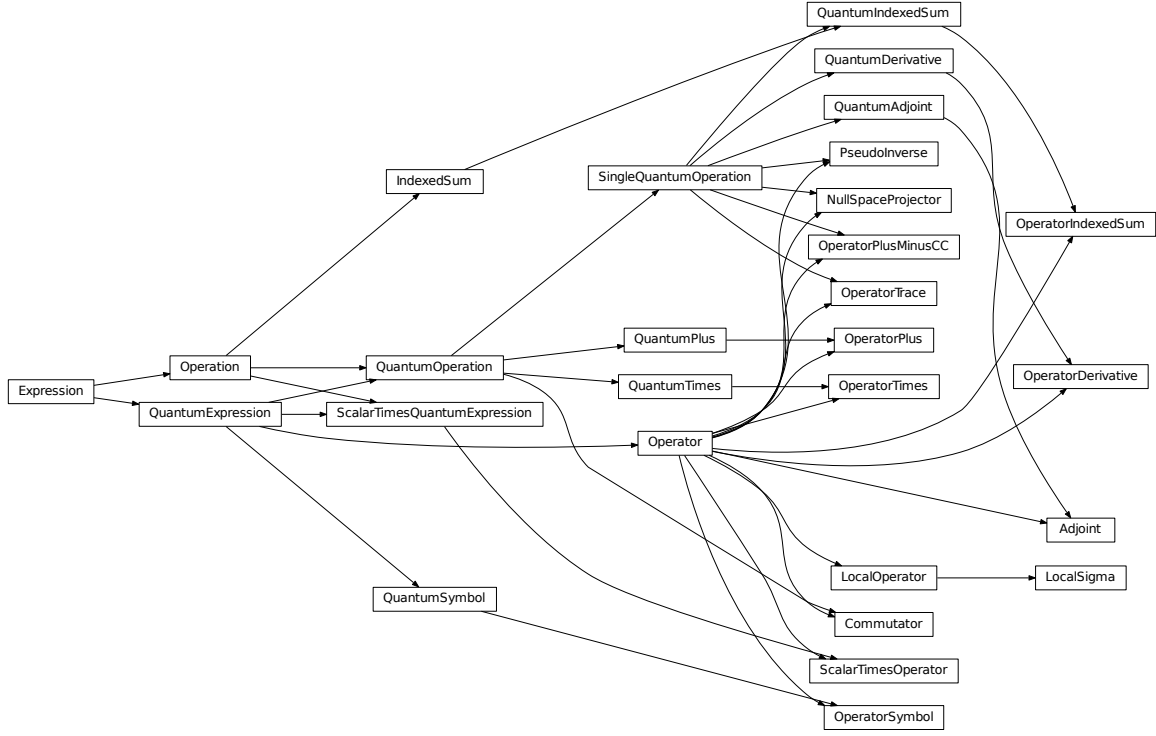 QuantumIndexedSum
QuantumDerivative
QuantumAdjoint
PseudoInverse
IndexedSum
SingleQuantumOperation
NullSpaceProjector
OperatorIndexedSum
OperatorPlusMinusCC
OperatorTrace
QuantumPlus
OperatorPlus
Operation
QuantumOperation
OperatorDerivative
Expression
QuantumTimes
OperatorTimes
QuantumExpression
ScalarTimesQuantumExpression
Operator
Adjoint
LocalOperator
LocalSigma
QuantumSymbol
Commutator
ScalarTimesOperator
OperatorSymbol